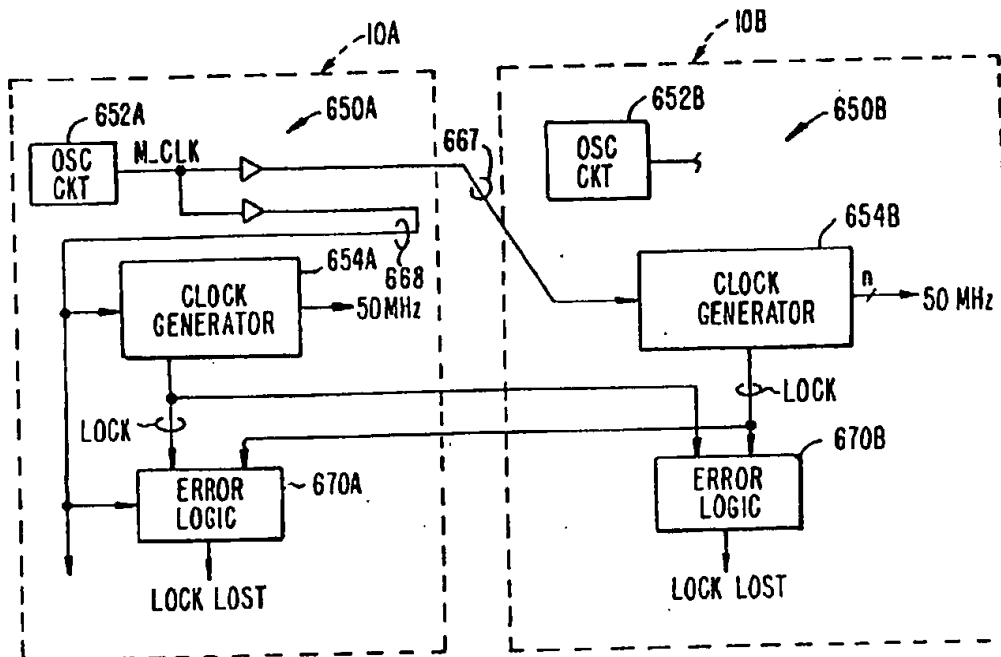 10A
10B
652A
650A
652B
650B
OSC
CKT
M_CLK
667
OSC
CKT
668
654A
654B
CLOCK
GENERATOR
50MHz
CLOCK
GENERATOR
n
50 MHz
LOCK
LOCK
ERROR
LOGIC
670A
ERROR
LOGIC
670B
LOCK LOST
LOCK LOST